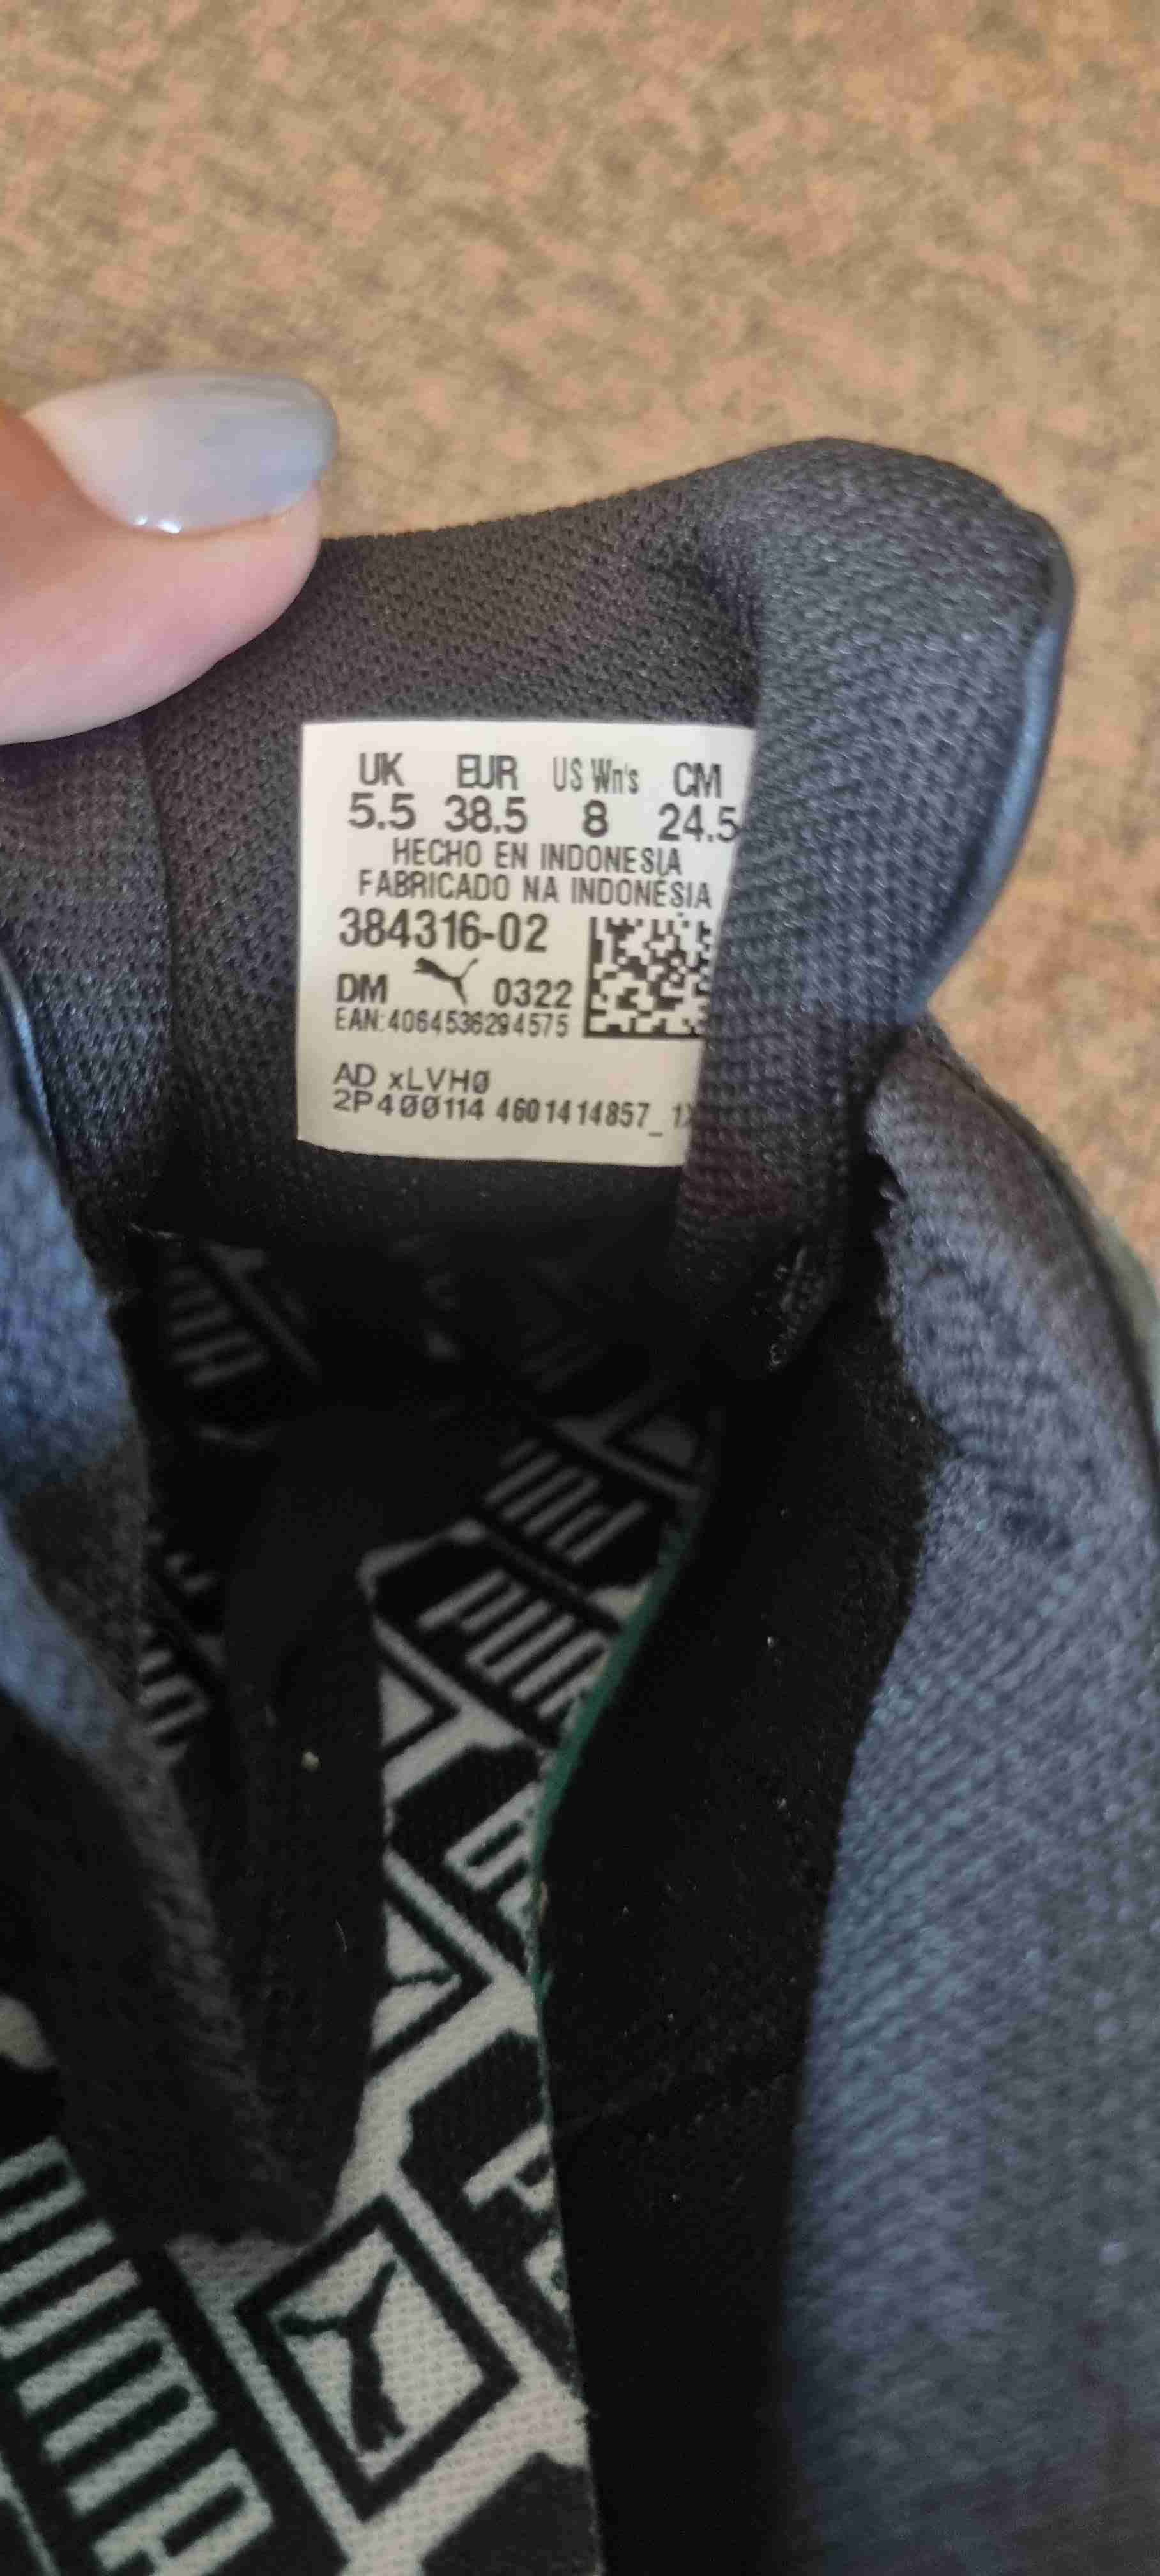 UK EUR US Wn's CM
5.5 38.5 8 24.5
HECHO EN INDONESIA
FABRICADO NA INDONÉSIA
384316-02
DM 0322
EAN:4064536294575
AD xLVH0
2P400114 4601414857_ 1X
PUMA
PUMA